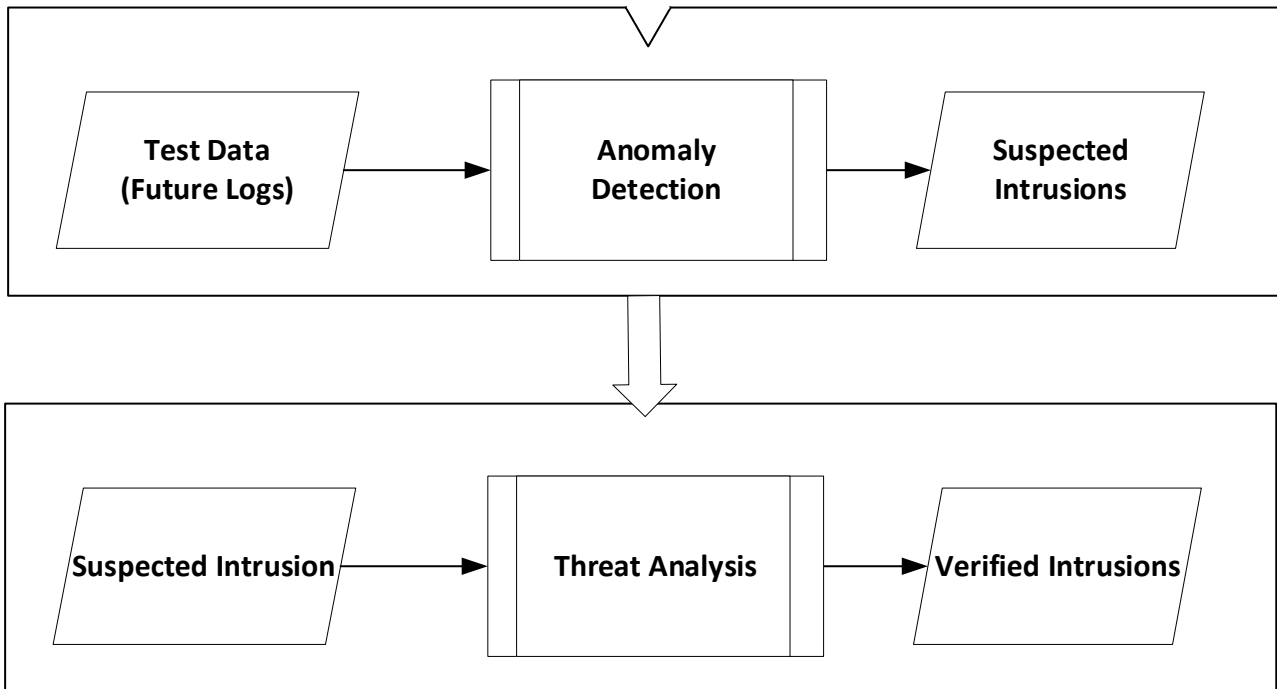 Test Data
(Future Logs)
Anomaly
Detection
Suspected
Intrusions
Suspected Intrusion
Threat Analysis
Verified Intrusions